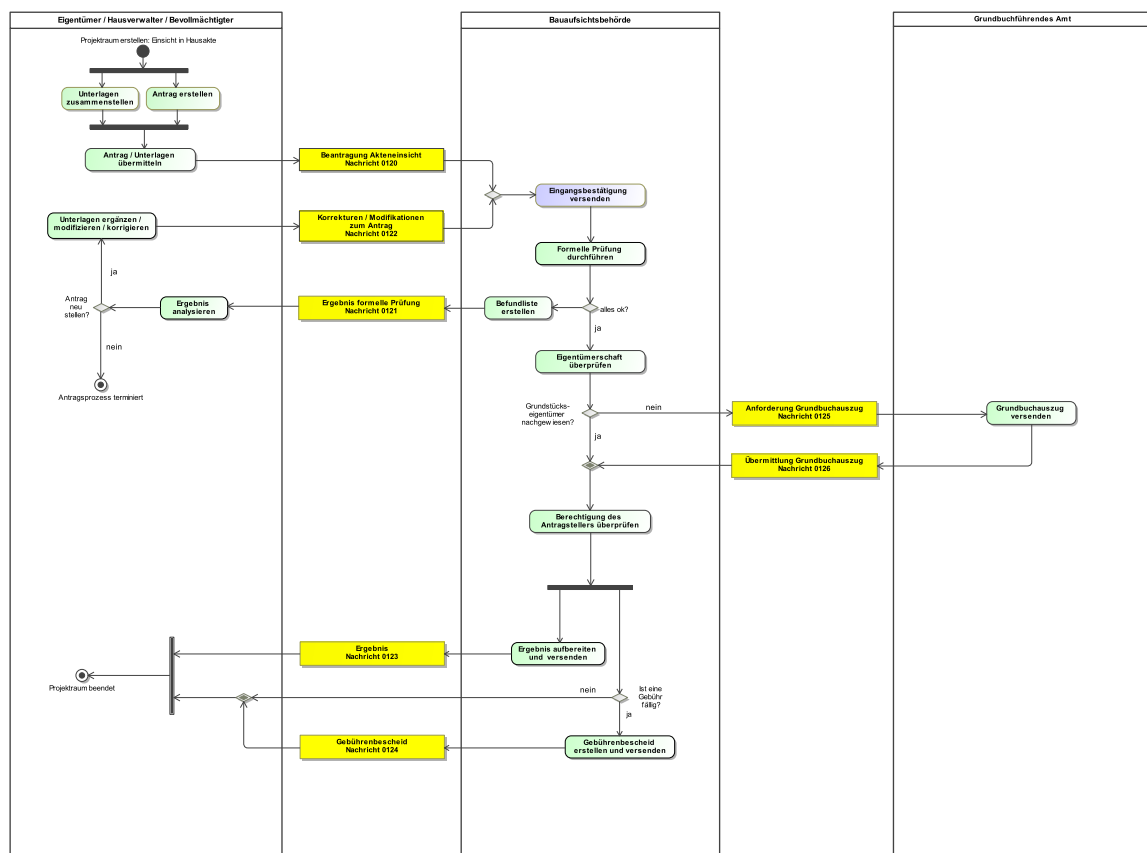 Eigentümer / Hausverwalter / Bevollmächtigter
Bauaufsichtsbehörde
Grundbuchführendes Amt
Projektraum erstellen: Einsicht in Hausakte
Unterlagen
zusammenstellen
Antrag erstellen
Antrag / Unterlagen
übermitteln
Beantragung Akteneinsicht
Nachricht 0120
Eingangsbestätigung
versenden
Unterlagen ergänzen /
modifizieren / korrigieren
Korrekturen / Modifikationen
zum Antrag
Nachricht 0122
Formelle Prüfung
durchführen
ja
Antrag
neu
stellen?
Ergebnis
analysieren
Ergebnis formelle Prüfung
Nachricht 0121
Befundliste
erstellen
alles ok?
ja
nein
Eigentümerschaft
überprüfen
Antragsprozess terminiert
Grundstücks-
eigentümer
nachgewiesen?
nein
Anforderung Grundbuchauszug
Nachricht 0125
Grundbuchauszug
versenden
ja
Übermittlung Grundbuchauszug
Nachricht 0126
Berechtigung des
Antragstellers überprüfen
Ergebnis
Nachricht 0123
Ergebnis aufbereiten
und versenden
Projektraum beendet
nein
Ist eine
Gebühr
fällig?
ja
Gebührenbescheid
Nachricht 0124
Gebührenbescheid
erstellen und versenden